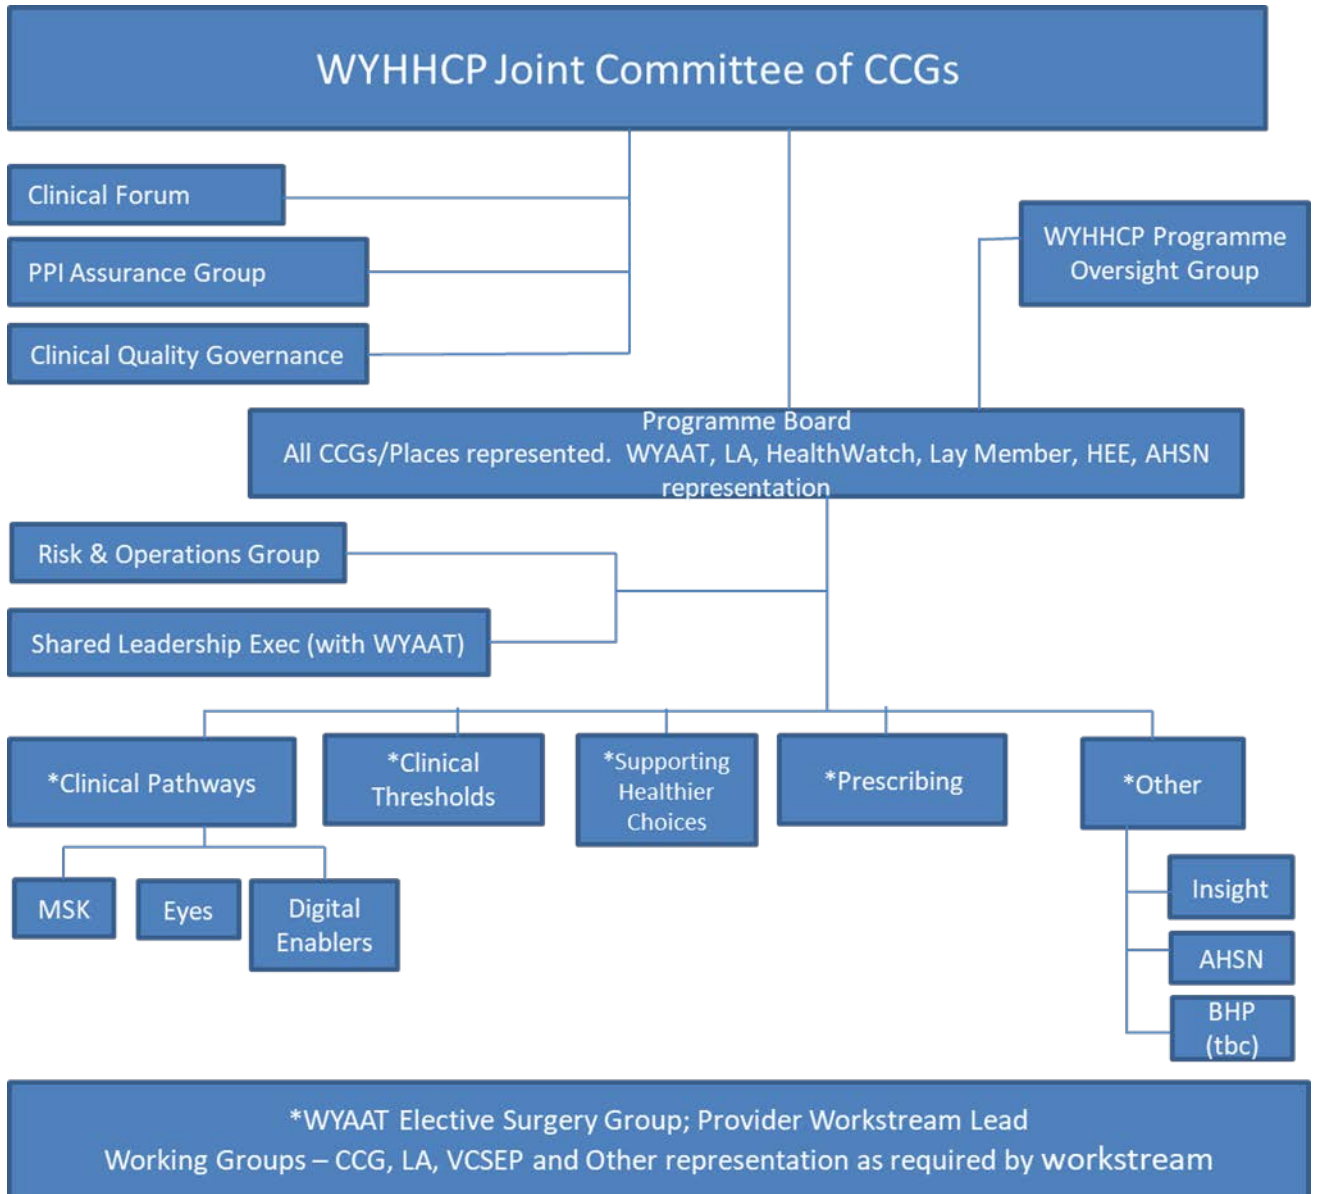 WYHHCP Joint Committee of CCGs
Clinical Forum
PPI Assurance Group
Clinical Quality Governance
WYHHCP Programme
Oversight Group
Programme Board
All CCGs/Places represented.  WYAAT, LA, HealthWatch, Lay Member, HEE, AHSN
representation
Risk & Operations Group
Shared Leadership Exec (with WYAAT)
*Clinical Pathways
*Clinical
Thresholds
*Supporting
Healthier
Choices
*Prescribing
*Other
MSK
Eyes
Digital
Enablers
Insight
AHSN
BHP
(tbc)
*WYAAT Elective Surgery Group; Provider Workstream Lead
Working Groups – CCG, LA, VCSEP and Other representation as required by workstream